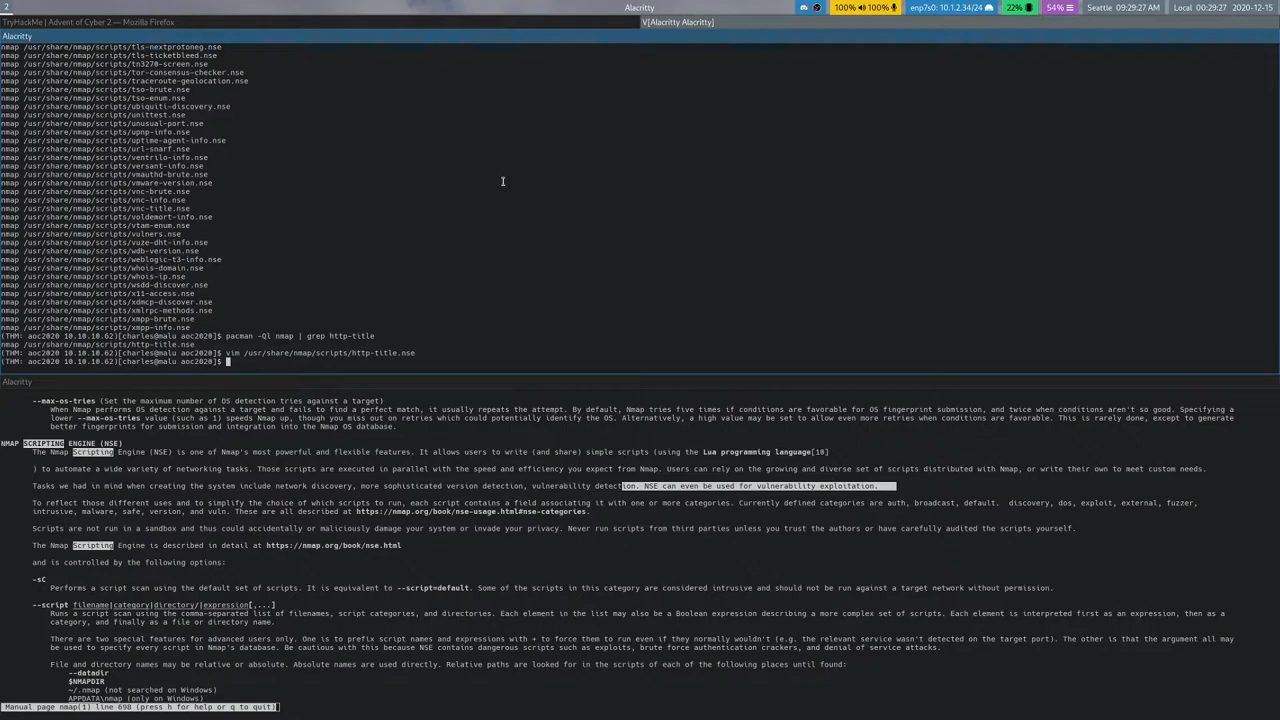 2
Alacritty
100% 100%
enp7s0: 10.1.2.34/24
22%
54%
Seattle 09:29:27 AM
Local 00:29:27
2020-12-15
TryHackMe | Advent of Cyber 2 — Mozilla Firefox
V[Alacritty Alacritty]
Alacritty
nmap /usr/share/nmap/scripts/tls-nextprotoneg.nse
nmap /usr/share/nmap/scripts/tls-ticketbleed.nse
nmap /usr/share/nmap/scripts/tn3270-screen.nse
nmap /usr/share/nmap/scripts/tor-consensus-checker.nse
nmap /usr/share/nmap/scripts/traceroute-geolocation.nse
nmap /usr/share/nmap/scripts/tso-brute.nse
nmap /usr/share/nmap/scripts/tso-enum.nse
nmap /usr/share/nmap/scripts/ubiquiti-discovery.nse
nmap /usr/share/nmap/scripts/unittest.nse
nmap /usr/share/nmap/scripts/unusual-port.nse
nmap /usr/share/nmap/scripts/upnp-info.nse
nmap /usr/share/nmap/scripts/uptime-agent-info.nse
nmap /usr/share/nmap/scripts/url-snarf.nse
nmap /usr/share/nmap/scripts/ventrilo-info.nse
nmap /usr/share/nmap/scripts/versant-info.nse
nmap /usr/share/nmap/scripts/vmauthd-brute.nse
nmap /usr/share/nmap/scripts/vmware-version.nse
nmap /usr/share/nmap/scripts/vnc-brute.nse
nmap /usr/share/nmap/scripts/vnc-info.nse
nmap /usr/share/nmap/scripts/vnc-title.nse
nmap /usr/share/nmap/scripts/voldemort-info.nse
nmap /usr/share/nmap/scripts/vtam-enum.nse
nmap /usr/share/nmap/scripts/vulners.nse
nmap /usr/share/nmap/scripts/vuze-dht-info.nse
nmap /usr/share/nmap/scripts/wdb-version.nse
nmap /usr/share/nmap/scripts/weblogic-t3-info.nse
nmap /usr/share/nmap/scripts/whois-domain.nse
nmap /usr/share/nmap/scripts/whois-ip.nse
nmap /usr/share/nmap/scripts/wsdd-discover.nse
nmap /usr/share/nmap/scripts/x11-access.nse
nmap /usr/share/nmap/scripts/xdmcp-discover.nse
nmap /usr/share/nmap/scripts/xmlrpc-methods.nse
nmap /usr/share/nmap/scripts/xmpp-brute.nse
nmap /usr/share/nmap/scripts/xmpp-info.nse
(THM: aoc2020 10.10.10.62)[charles@malu aoc2020]$ pacman -Ql nmap | grep http-title
nmap /usr/share/nmap/scripts/http-title.nse
(THM: aoc2020 10.10.10.62)[charles@malu aoc2020]$ vim /usr/share/nmap/scripts/http-title.nse
(THM: aoc2020 10.10.10.62)[charles@malu aoc2020]$
Alacritty
--max-os-tries (Set the maximum number of OS detection tries against a target)
When Nmap performs OS detection against a target and fails to find a perfect match, it usually repeats the attempt. By default, Nmap tries five times if conditions are favorable for OS fingerprint submission, and twice when conditions aren't so good. Specifying a
lower --max-os-tries value (such as 1) speeds Nmap up, though you miss out on retries which could potentially identify the OS. Alternatively, a high value may be set to allow even more retries when conditions are favorable. This is rarely done, except to generate
better fingerprints for submission and integration into the Nmap OS database.
NMAP SCRIPTING ENGINE (NSE)
The Nmap Scripting Engine (NSE) is one of Nmap's most powerful and flexible features. It allows users to write (and share) simple scripts (using the Lua programming language[10]
) to automate a wide variety of networking tasks. Those scripts are executed in parallel with the speed and efficiency you expect from Nmap. Users can rely on the growing and diverse set of scripts distributed with Nmap, or write their own to meet custom needs.
Tasks we had in mind when creating the system include network discovery, more sophisticated version detection, vulnerability detection. NSE can even be used for vulnerability exploitation.
To reflect those different uses and to simplify the choice of which scripts to run, each script contains a field associating it with one or more categories. Currently defined categories are auth, broadcast, default. discovery, dos, exploit, external, fuzzer,
intrusive, malware, safe, version, and vuln. These are all described at https://nmap.org/book/nse-usage.html#nse-categories.
Scripts are not run in a sandbox and thus could accidentally or maliciously damage your system or invade your privacy. Never run scripts from third parties unless you trust the authors or have carefully audited the scripts yourself.
The Nmap Scripting Engine is described in detail at https://nmap.org/book/nse.html
and is controlled by the following options:
-sC
Performs a script scan using the default set of scripts. It is equivalent to --script=default. Some of the scripts in this category are considered intrusive and should not be run against a target network without permission.
--script filename|category|directory/|expression[,...]
Runs a script scan using the comma-separated list of filenames, script categories, and directories. Each element in the list may also be a Boolean expression describing a more complex set of scripts. Each element is interpreted first as an expression, then as a
category, and finally as a file or directory name.
There are two special features for advanced users only. One is to prefix script names and expressions with + to force them to run even if they normally wouldn't (e.g. the relevant service wasn't detected on the target port). The other is that the argument all may
be used to specify every script in Nmap's database. Be cautious with this because NSE contains dangerous scripts such as exploits, brute force authentication crackers, and denial of service attacks.
File and directory names may be relative or absolute. Absolute names are used directly. Relative paths are looked for in the scripts of each of the following places until found:
--datadir
$NMAPDIR
~/.nmap (not searched on Windows)
APPDATA\nmap (only on Windows)
Manual page nmap(1) line 698 (press h for help or q to quit)